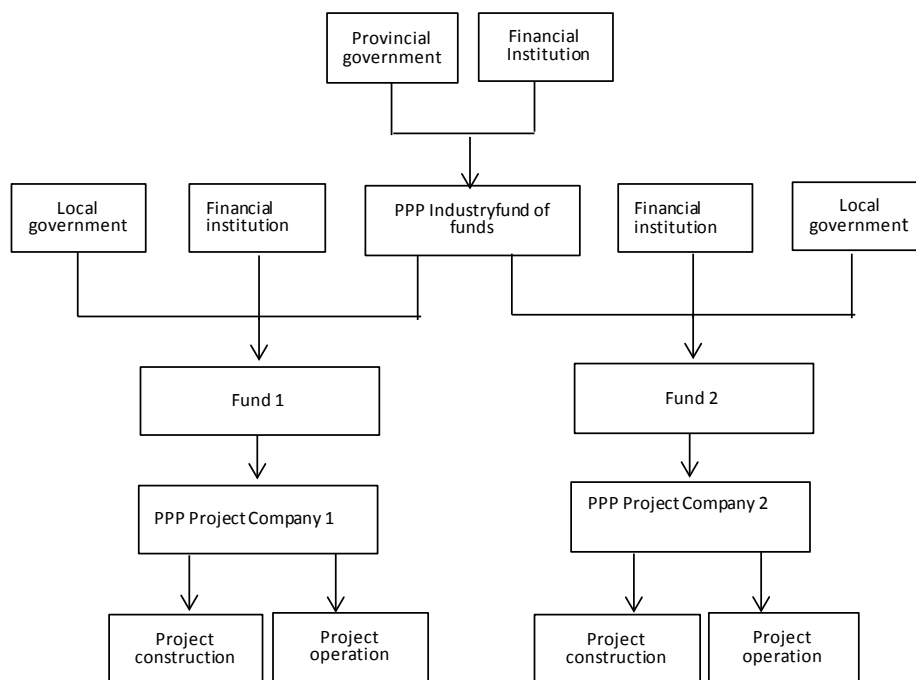 Provincial
government
Financial
Institution
Local
government
Financial
institution
PPP Industryfund of
funds
Financial
institution
Local
government
Fund 1
Fund 2
PPP Project Company 1
PPP Project Company 2
Project
construction
Project
operation
Project
construction
Project
operation